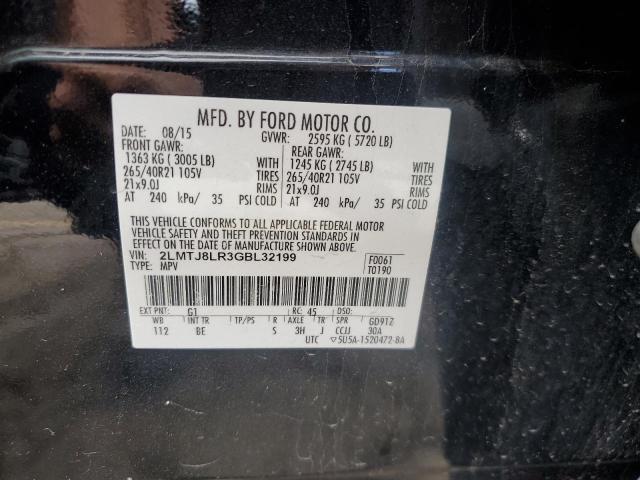 MFD. BY FORD MOTOR CO.
DATE: 08/15 GVWR: 2595 KG ( 5720 LB)
FRONT GAWR: REAR GAWR:
1363 KG ( 3005 LB) WITH 1245 KG ( 2745 LB) WITH
265/40R21 105V TIRES 265/40R21 105V TIRES
21x9.0J RIMS 21x9.0J RIMS
AT 240 kPa/ 35 PSI COLD AT 240 kPa/ 35 PSI COLD
THIS VEHICLE CONFORMS TO ALL APPLICABLE FEDERAL MOTOR
VEHICLE SAFETY AND THEFT PREVENTION STANDARDS IN
EFFECT ON THE DATE OF MANUFACTURE SHOWN ABOVE.
VIN: 2LMTJ8LR3GBL32199 F0061
TYPE: MPV T0190
EXT PNT: G1 RC: 45 DSO:
WB INT TR TP/PS R AXLE TR SPR GD91Z
112 BE S 3H J CCJJ 30A
UTC ▽5U5A-1520472-BA